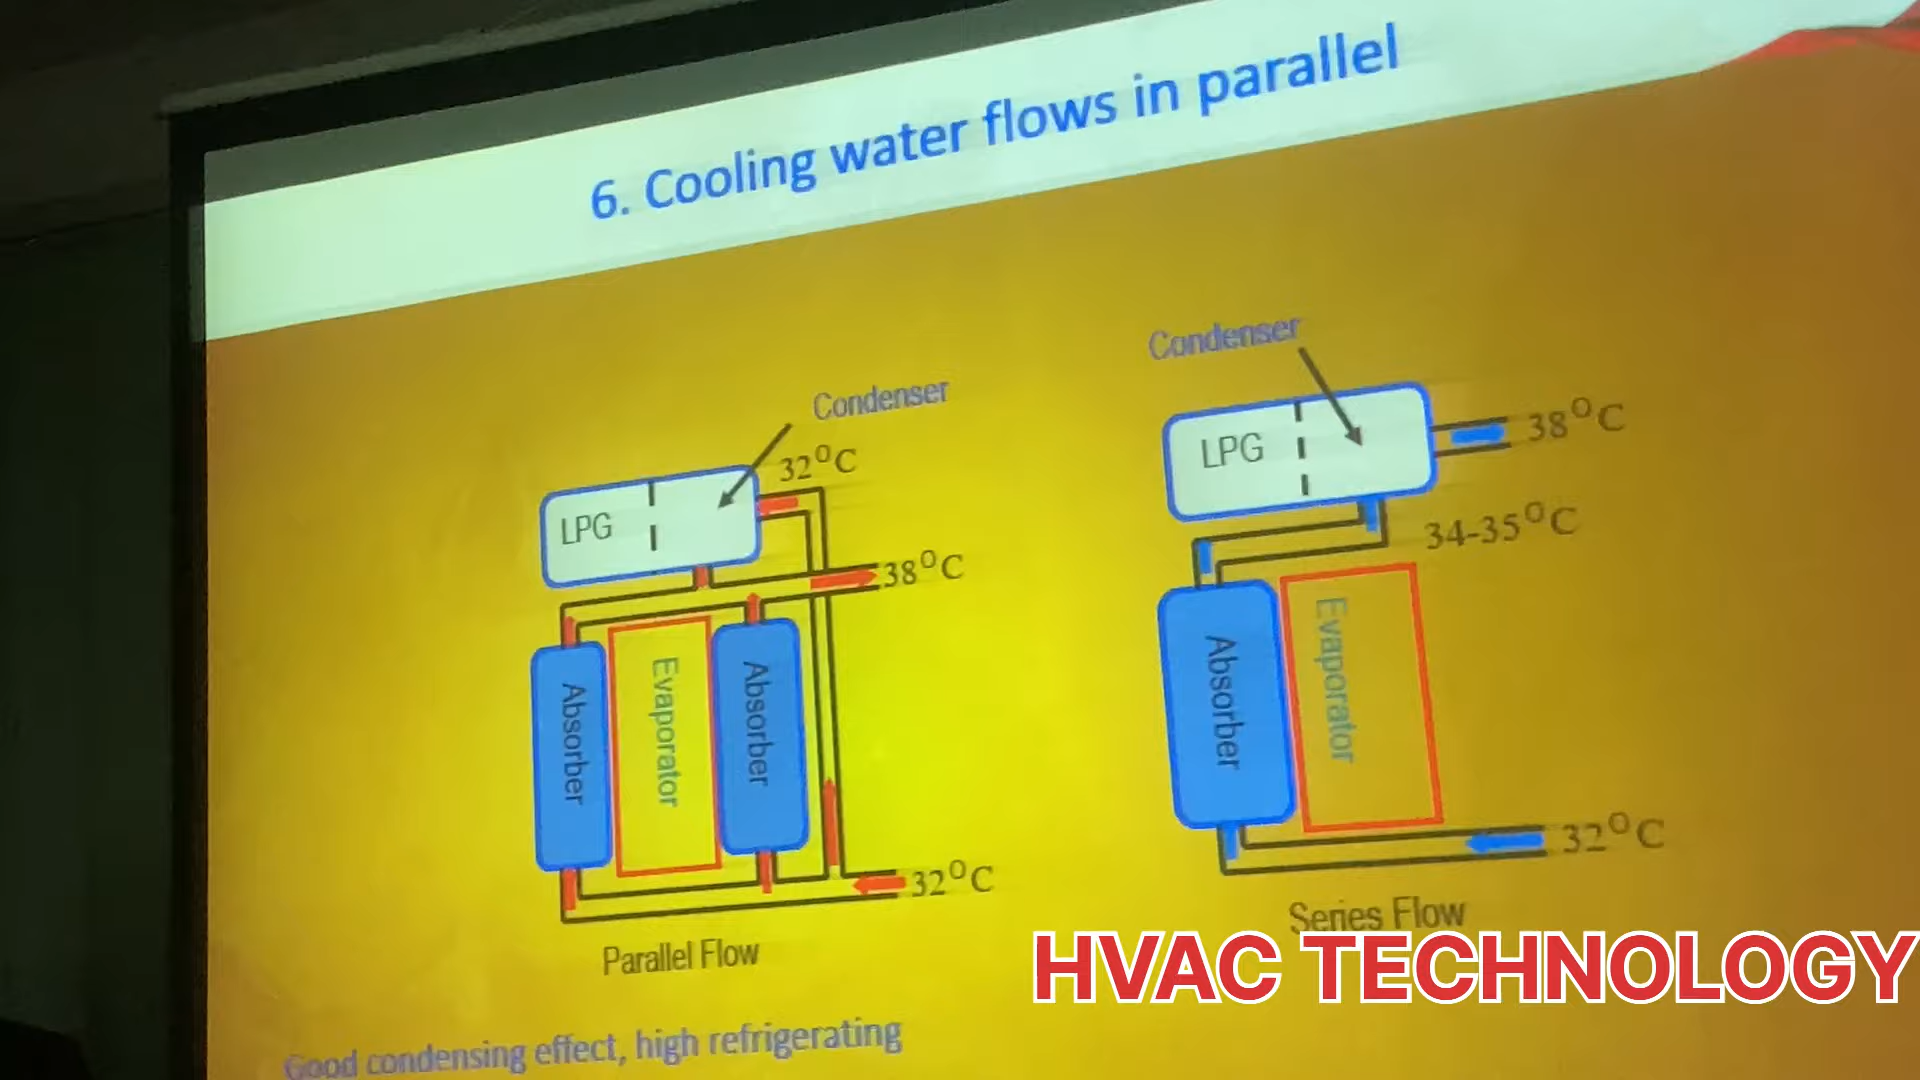 6. Cooling water flows in parallel
Condenser
32°C
LPG
38°C
Absorber
Evaporator
Absorber
32°C
Parallel Flow
Condenser
LPG
38°C
34-35°C
Absorber
Evaporator
32°C
Series Flow
HVAC TECHNOLOGY
Good condensing effect, high refrigerating